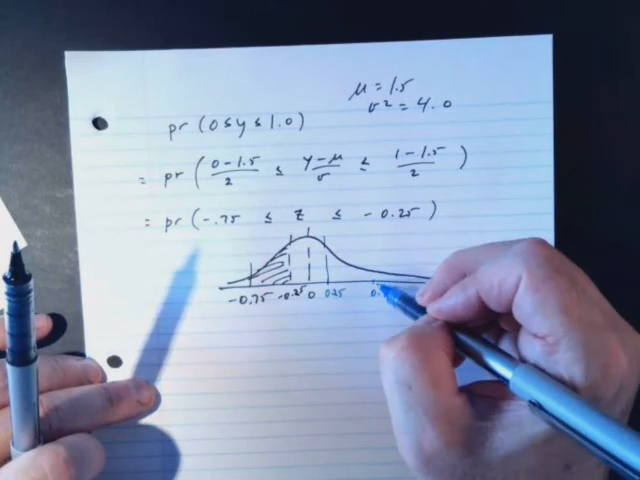 μ = 1.5
σ² = 4.0
pr (0 ≤ y ≤ 1.0)
= pr ( (0 - 1.5)/2 ≤ (y - μ)/σ ≤ (1 - 1.5)/2 )
= pr (-.75 ≤ z ≤ -0.25)
-0.75 -0.25 0 0.25 0.